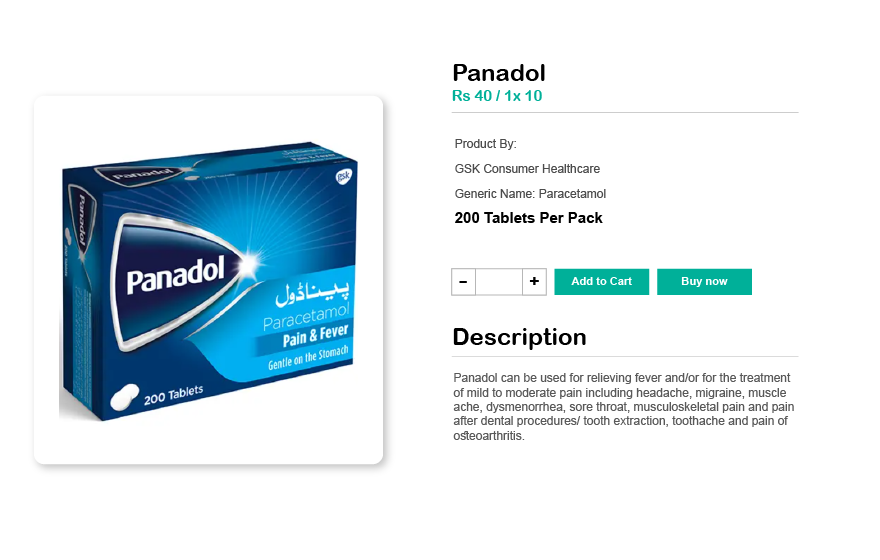 Panadol
Rs 40 / 1x 10
Product By:
GSK Consumer Healthcare
Generic Name: Paracetamol
200 Tablets Per Pack
-
+
Add to Cart
Buy now
Description
Panadol can be used for relieving fever and/or for the treatment
of mild to moderate pain including headache, migraine, muscle
ache, dysmenorrhea, sore throat, musculoskeletal pain and pain
after dental procedures/ tooth extraction, toothache and pain of
osteoarthritis.
Panadol
gsk
Panadol
Panadol
پیناڈول
Paracetamol
Pain & Fever
Gentle on the Stomach
200 Tablets